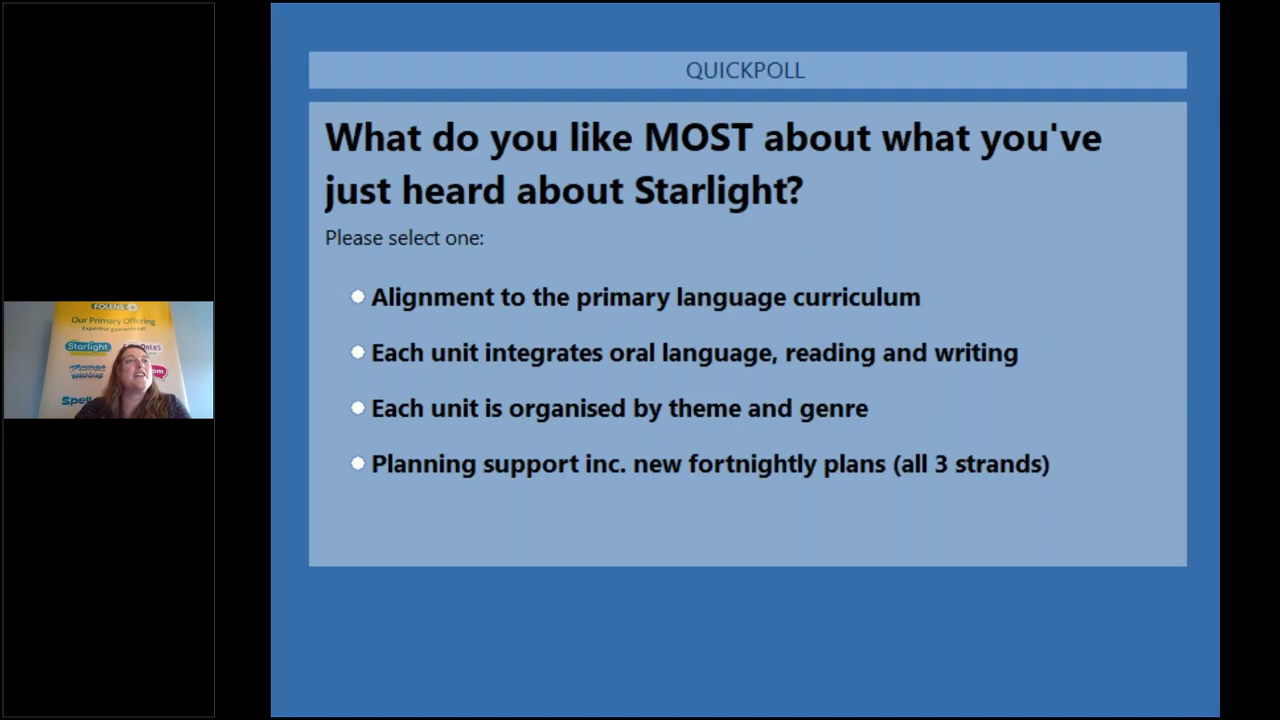 QUICKPOLL
What do you like MOST about what you've
just heard about Starlight?
Please select one:
Alignment to the primary language curriculum
Each unit integrates oral language, reading and writing
Each unit is organised by theme and genre
Planning support inc. new fortnightly plans (all 3 strands)
FOLENS
Our Primary Offering
Expertise guaranteed!
Starlight